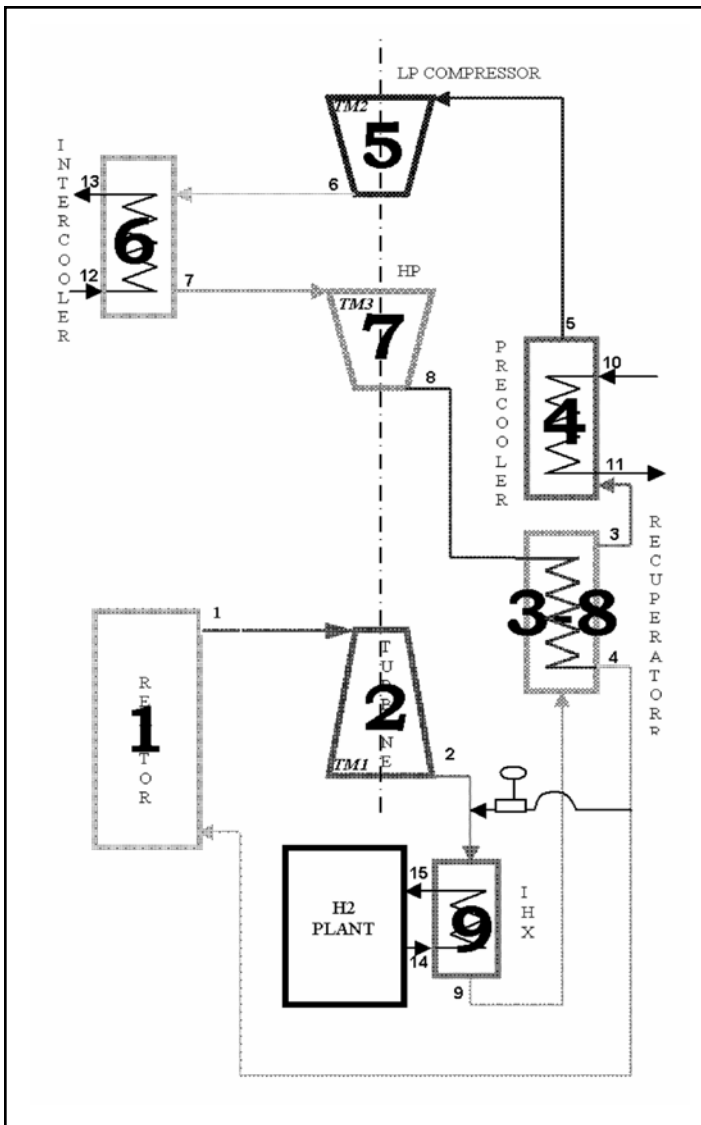 LP COMPRESSOR
TM2
5
INTERCOOLER
13
6
6
12
7
HP
TM3
7
8
5
PRECOOLER
10
4
11
3
RECUPERATORR
3-8
4
1
REACTOR
1
TURBINE
2
TM1
2
H2
PLANT
15
14
9
IHX
9